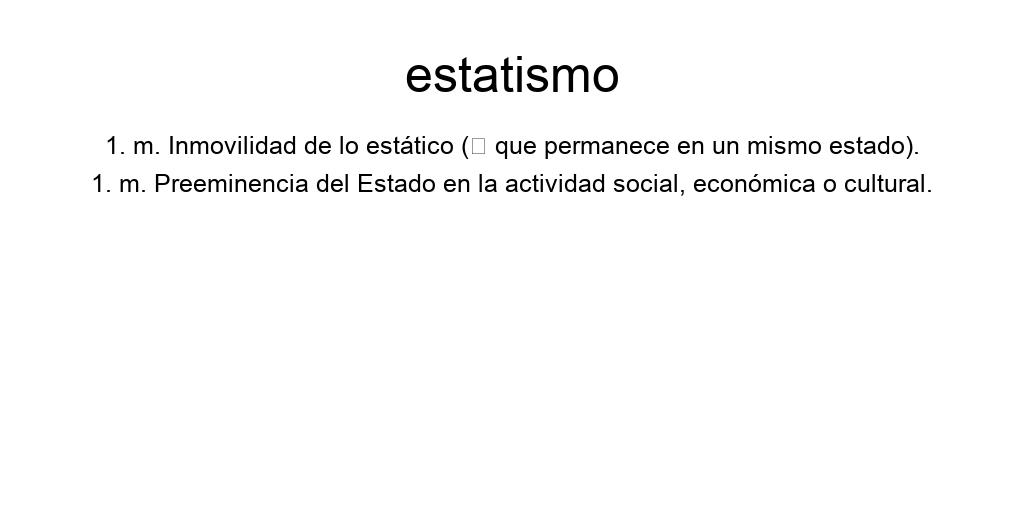 estatismo
1. m. Inmovilidad de lo estático (□ que permanece en un mismo estado).
1. m. Preeminencia del Estado en la actividad social, económica o cultural.